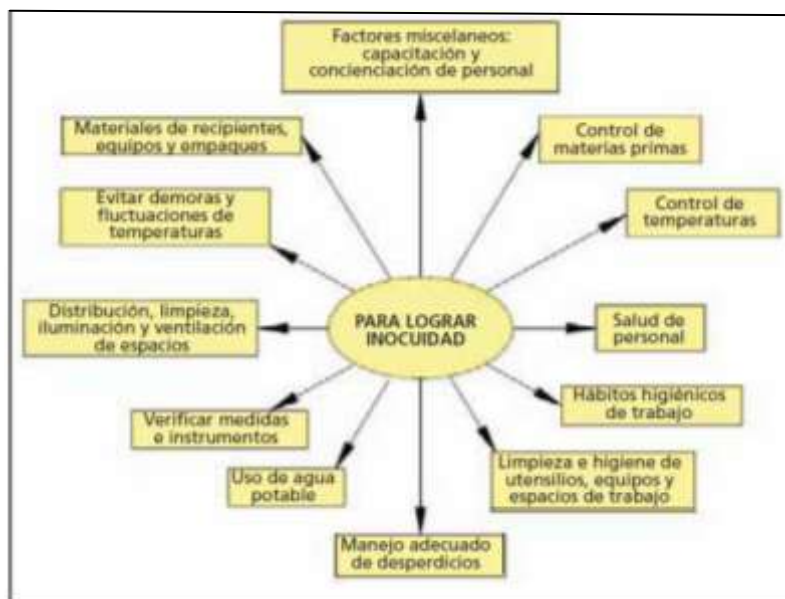 Factores miscelaneos:
capacitación y
concienciación de personal
Materiales de recipientes,
equipos y empaques
Control de
materias primas
Evitar demoras y
fluctuaciones de
temperaturas
Control de
temperaturas
PARA LOGRAR
INOCUIDAD
Distribución, limpieza,
iluminación y ventilación
de espacios
Salud de
personal
Verificar medidas
e instrumentos
Hábitos higiénicos
de trabajo
Uso de agua
potable
Limpieza e higiene de
utensilios, equipos y
espacios de trabajo
Manejo adecuado
de desperdicios